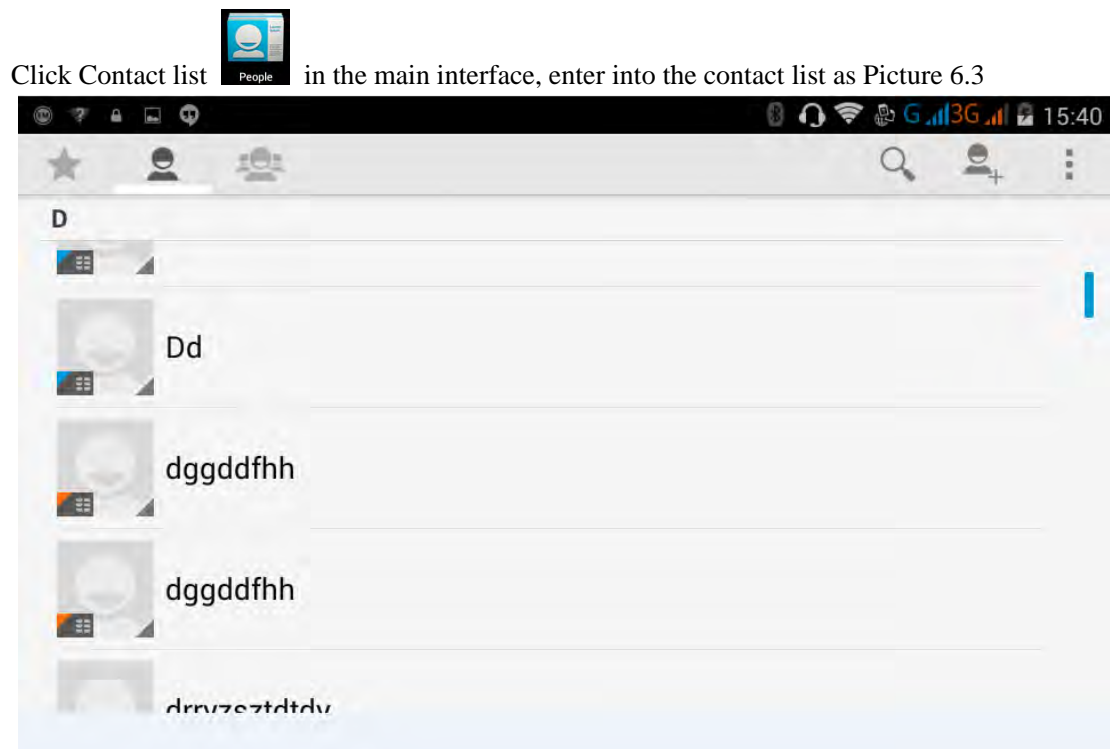 Click Contact list People in the main interface, enter into the contact list as Picture 6.3
G 3G 15:40
D
Dd
dggddfhh
dggddfhh